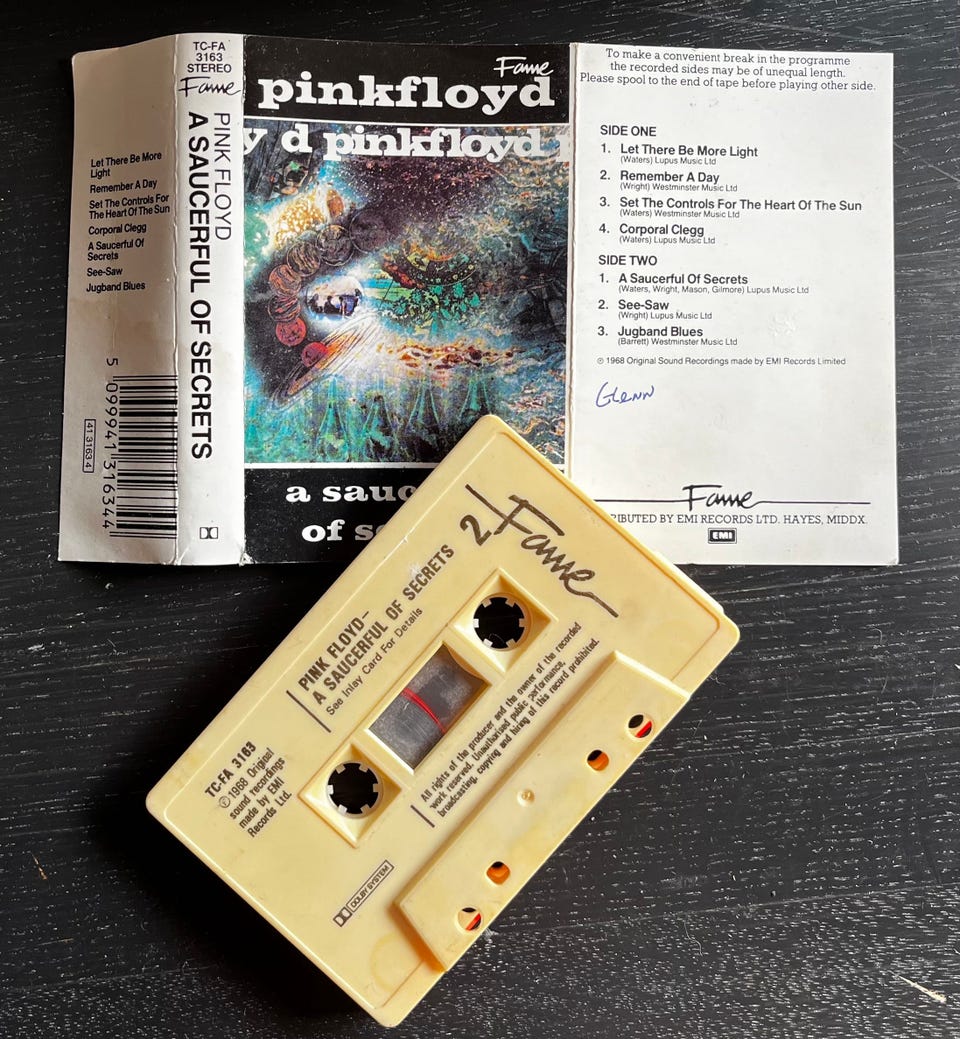 Let There Be More
Light
Remember A Day
Set The Controls For
The Heart Of The Sun
Corporal Clegg
A Saucerful Of
Secrets
See-Saw
Jugband Blues
5 099941 316344
41 3163 4
TC-FA
3163
STEREO
Fame
PINK FLOYD
A SAUCERFUL OF SECRETS
Fame
pinkfloyd
y d pinkfloyd
a sauc
of se
To make a convenient break in the programme
the recorded sides may be of unequal length.
Please spool to the end of tape before playing other side.
SIDE ONE
1. Let There Be More Light
(Waters) Lupus Music Ltd
2. Remember A Day
(Wright) Westminster Music Ltd
3. Set The Controls For The Heart Of The Sun
(Waters) Westminster Music Ltd
4. Corporal Clegg
(Waters) Lupus Music Ltd
SIDE TWO
1. A Saucerful Of Secrets
(Waters, Wright, Mason, Gilmore) Lupus Music Ltd
2. See-Saw
(Wright) Lupus Music Ltd
3. Jugband Blues
(Barrett) Westminster Music Ltd
℗ 1968 Original Sound Recordings made by EMI Records Limited
Glenn
Fame
RIBUTED BY EMI RECORDS LTD. HAYES, MIDDX.
EMI
2 Fame
PINK FLOYD–
A SAUCERFUL OF SECRETS
See Inlay Card For Details
TC-FA 3163
℗ 1968 Original
sound recordings
made by EMI
Records Ltd.
All rights of the producer and the owner of the recorded
work reserved. Unauthorised public performance,
broadcasting, copying and hiring of this record prohibited.
DOLBY SYSTEM